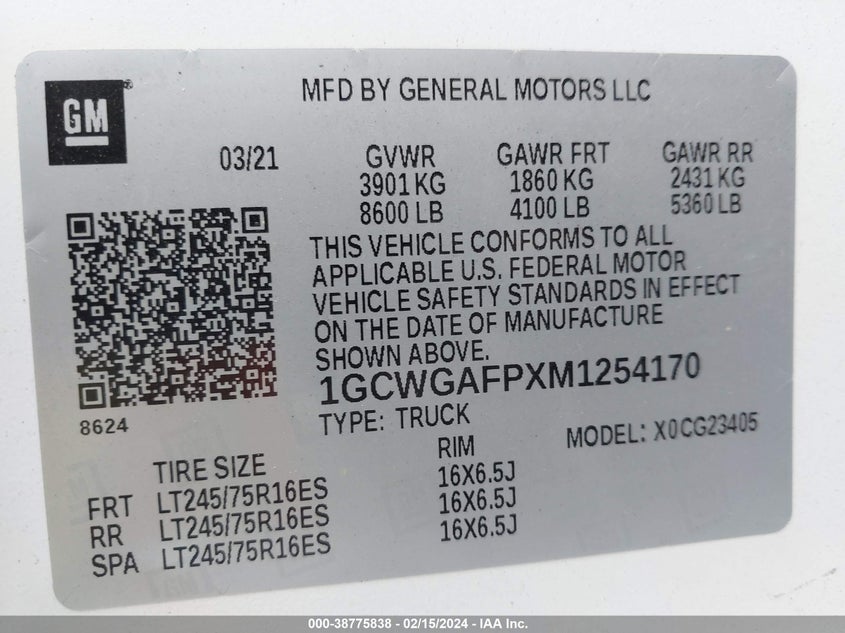 GM
MFD BY GENERAL MOTORS LLC
03/21 GVWR GAWR FRT GAWR RR
3901 KG 1860 KG 2431 KG
8600 LB 4100 LB 5360 LB
THIS VEHICLE CONFORMS TO ALL
APPLICABLE U.S. FEDERAL MOTOR
VEHICLE SAFETY STANDARDS IN EFFECT
ON THE DATE OF MANUFACTURE
SHOWN ABOVE.
1GCWGAFPXM1254170
8624
TYPE: TRUCK MODEL: X0CG23405
TIRE SIZE RIM
FRT LT245/75R16ES 16X6.5J
RR LT245/75R16ES 16X6.5J
SPA LT245/75R16ES 16X6.5J
000-38775838 - 02/15/2024 - IAA Inc.